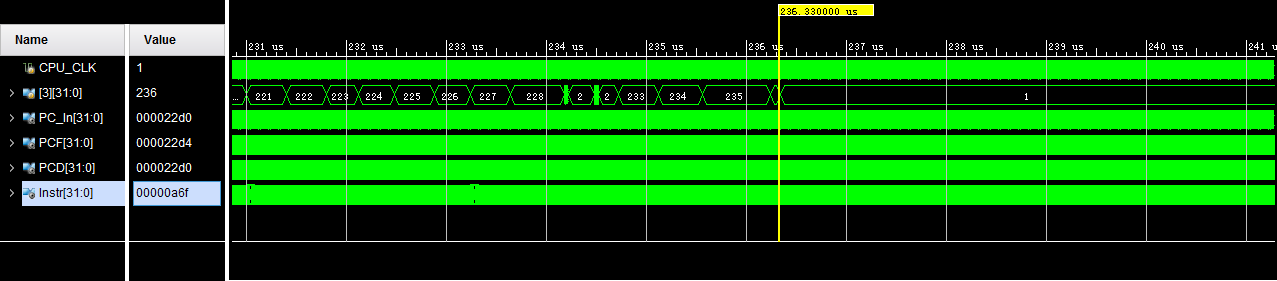 236.330000 us
Name Value
231 us 232 us 233 us 234 us 235 us 236 us 237 us 238 us 239 us 240 us 241
CPU_CLK 1
[3][31:0] 236 ... 221 222 223 224 225 226 227 228 2 2 233 234 235 1
PC_In[31:0] 000022d0
PCF[31:0] 000022d4
PCD[31:0] 000022d0
Instr[31:0] 00000a6f